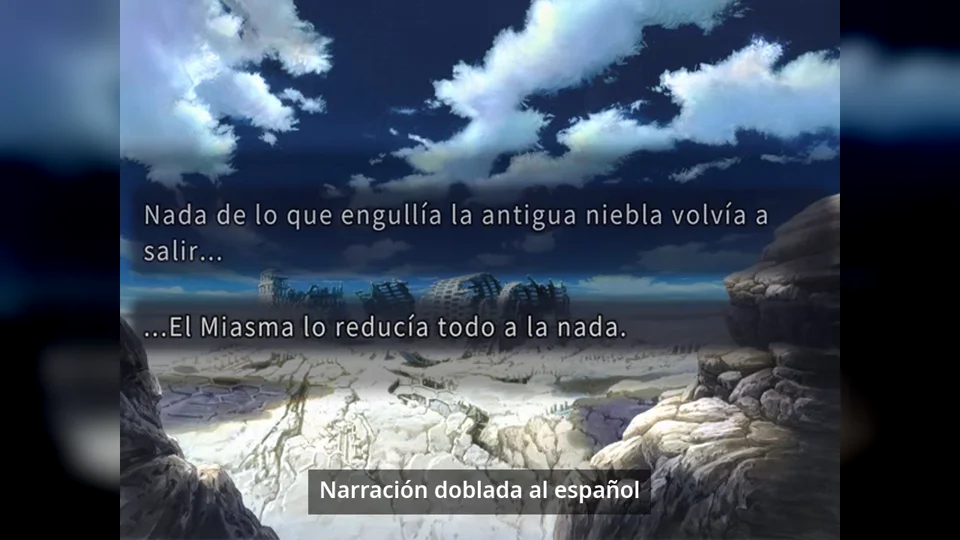 Nada de lo que engullía la antigua niebla volvía a
salir...
...El Miasma lo reducía todo a la nada.
Narración doblada al español